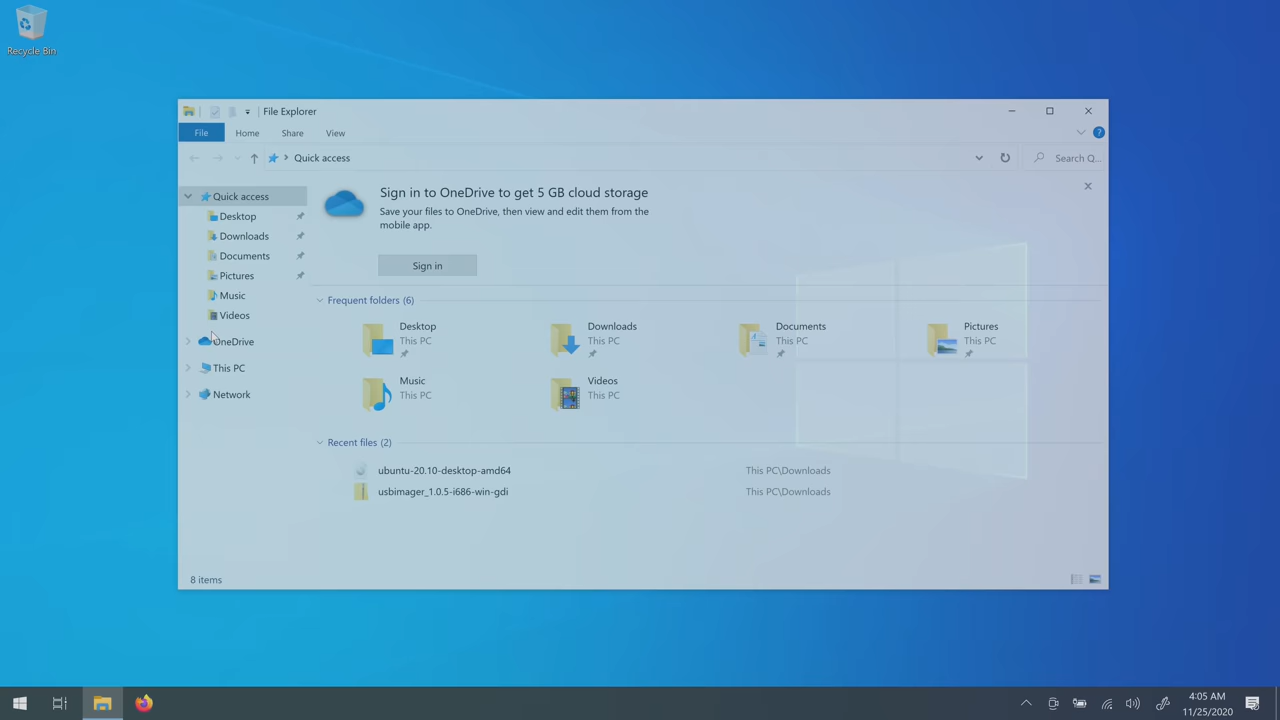 Recycle Bin
File Explorer
File Home Share View
Quick access
Search Q...
Quick access
Desktop
Downloads
Documents
Pictures
Music
Videos
OneDrive
This PC
Network
Sign in to OneDrive to get 5 GB cloud storage
Save your files to OneDrive, then view and edit them from the
mobile app.
Sign in
Frequent folders (6)
Desktop
This PC
Downloads
This PC
Documents
This PC
Pictures
This PC
Music
This PC
Videos
This PC
Recent files (2)
ubuntu-20.10-desktop-amd64 This PC\Downloads
usbimager_1.0.5-i686-win-gdi This PC\Downloads
8 items
4:05 AM
11/25/2020